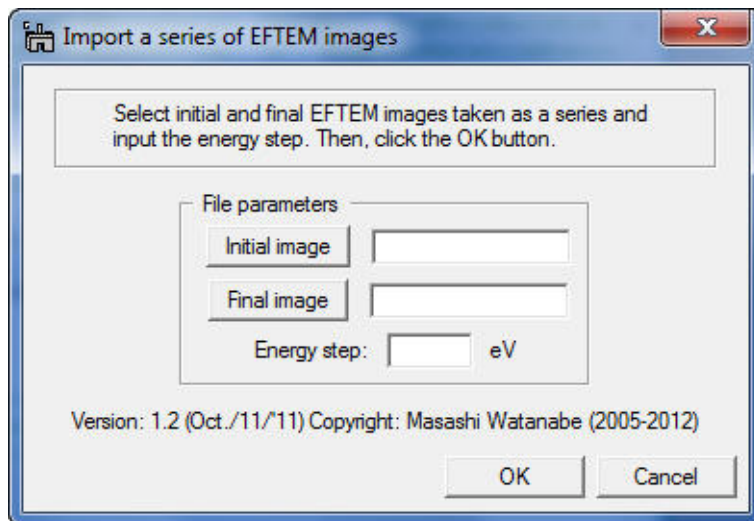 Import a series of EFTEM images
Select initial and final EFTEM images taken as a series and
input the energy step. Then, click the OK button.
File parameters
Initial image
Final image
Energy step: eV
Version: 1.2 (Oct./11/'11) Copyright: Masashi Watanabe (2005-2012)
OK Cancel